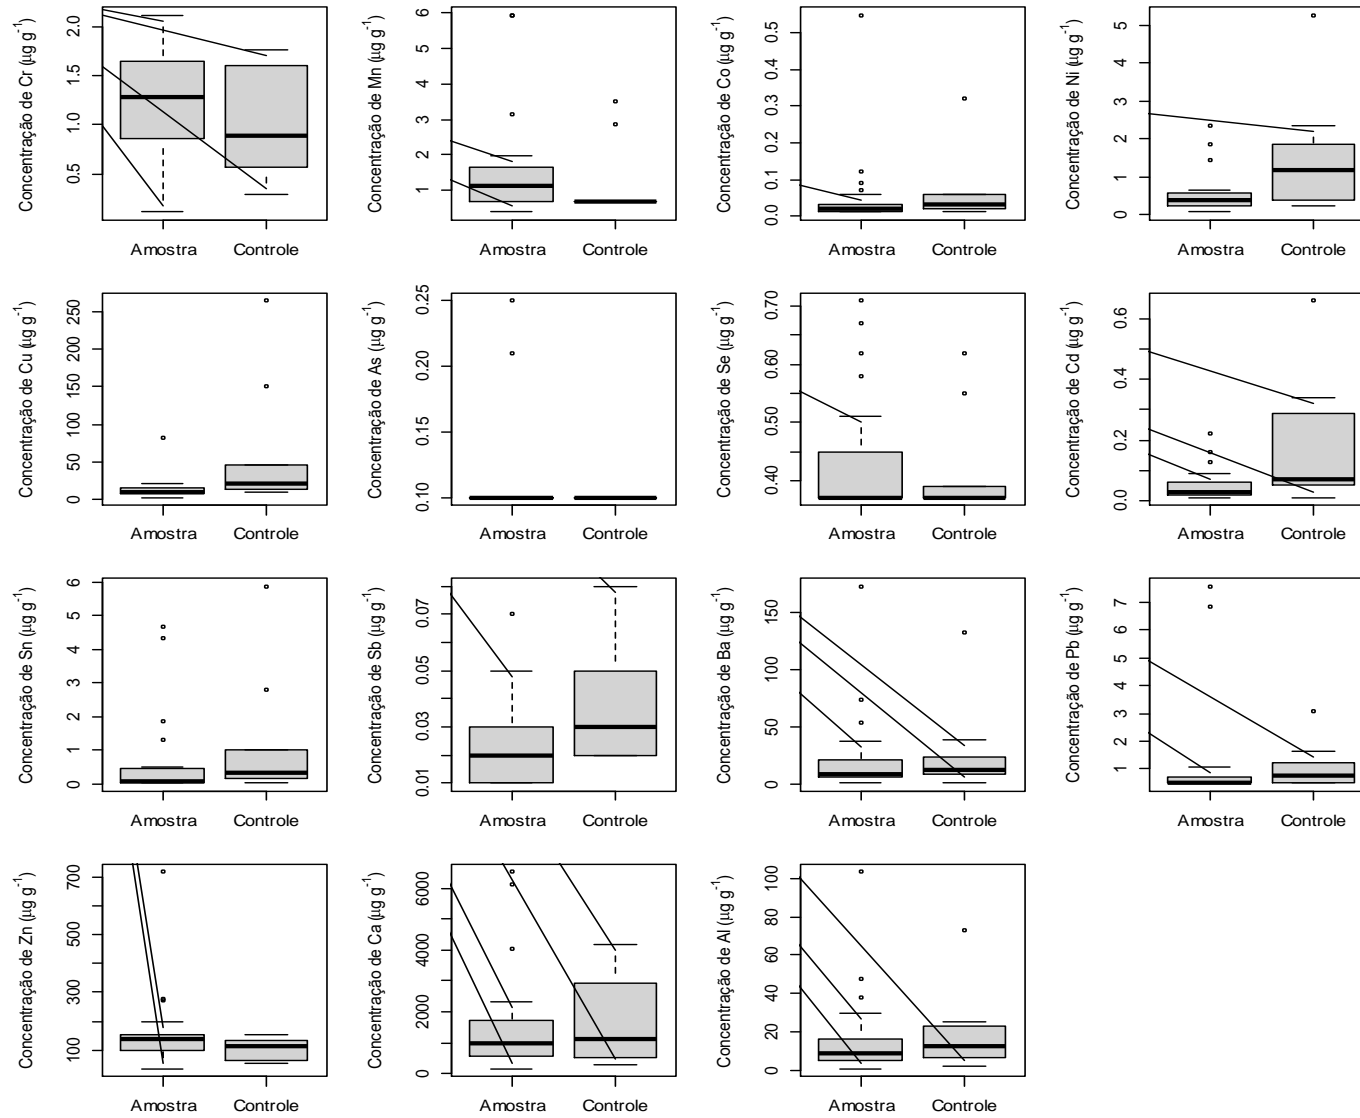 Concentração de Cr (µg g-1)
2.0
1.5
1.0
0.5
Amostra Controle
Concentração de Mn (µg g-1)
6
5
4
3
2
1
Amostra Controle
Concentração de Co (µg g-1)
0.5
0.4
0.3
0.2
0.1
0.0
Amostra Controle
Concentração de Ni (µg g-1)
5
4
3
2
1
0
Amostra Controle
Concentração de Cu (µg g-1)
250
200
150
100
50
0
Amostra Controle
Concentração de As (µg g-1)
0.25
0.20
0.15
0.10
Amostra Controle
Concentração de Se (µg g-1)
0.70
0.60
0.50
0.40
Amostra Controle
Concentração de Cd (µg g-1)
0.6
0.4
0.2
0.0
Amostra Controle
Concentração de Sn (µg g-1)
6
5
4
3
2
1
0
Amostra Controle
Concentração de Sb (µg g-1)
0.07
0.05
0.03
0.01
Amostra Controle
Concentração de Ba (µg g-1)
150
100
50
0
Amostra Controle
Concentração de Pb (µg g-1)
7
6
5
4
3
2
1
Amostra Controle
Concentração de Zn (µg g-1)
700
500
300
100
Amostra Controle
Concentração de Ca (µg g-1)
6000
4000
2000
0
Amostra Controle
Concentração de Al (µg g-1)
100
80
60
40
20
0
Amostra Controle